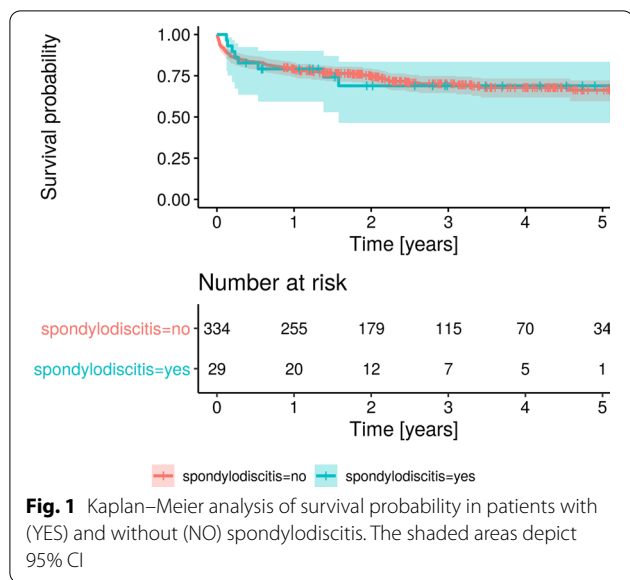 Survival probability
1.00
0.75
0.50
0.25
0.00
0 1 2 3 4 5
Time [years]
Number at risk
spondylodiscitis=no 334 255 179 115 70 34
spondylodiscitis=yes 29 20 12 7 5 1
0 1 2 3 4 5
Time [years]
spondylodiscitis=no spondylodiscitis=yes
Fig. 1 Kaplan–Meier analysis of survival probability in patients with
(YES) and without (NO) spondylodiscitis. The shaded areas depict
95% CI